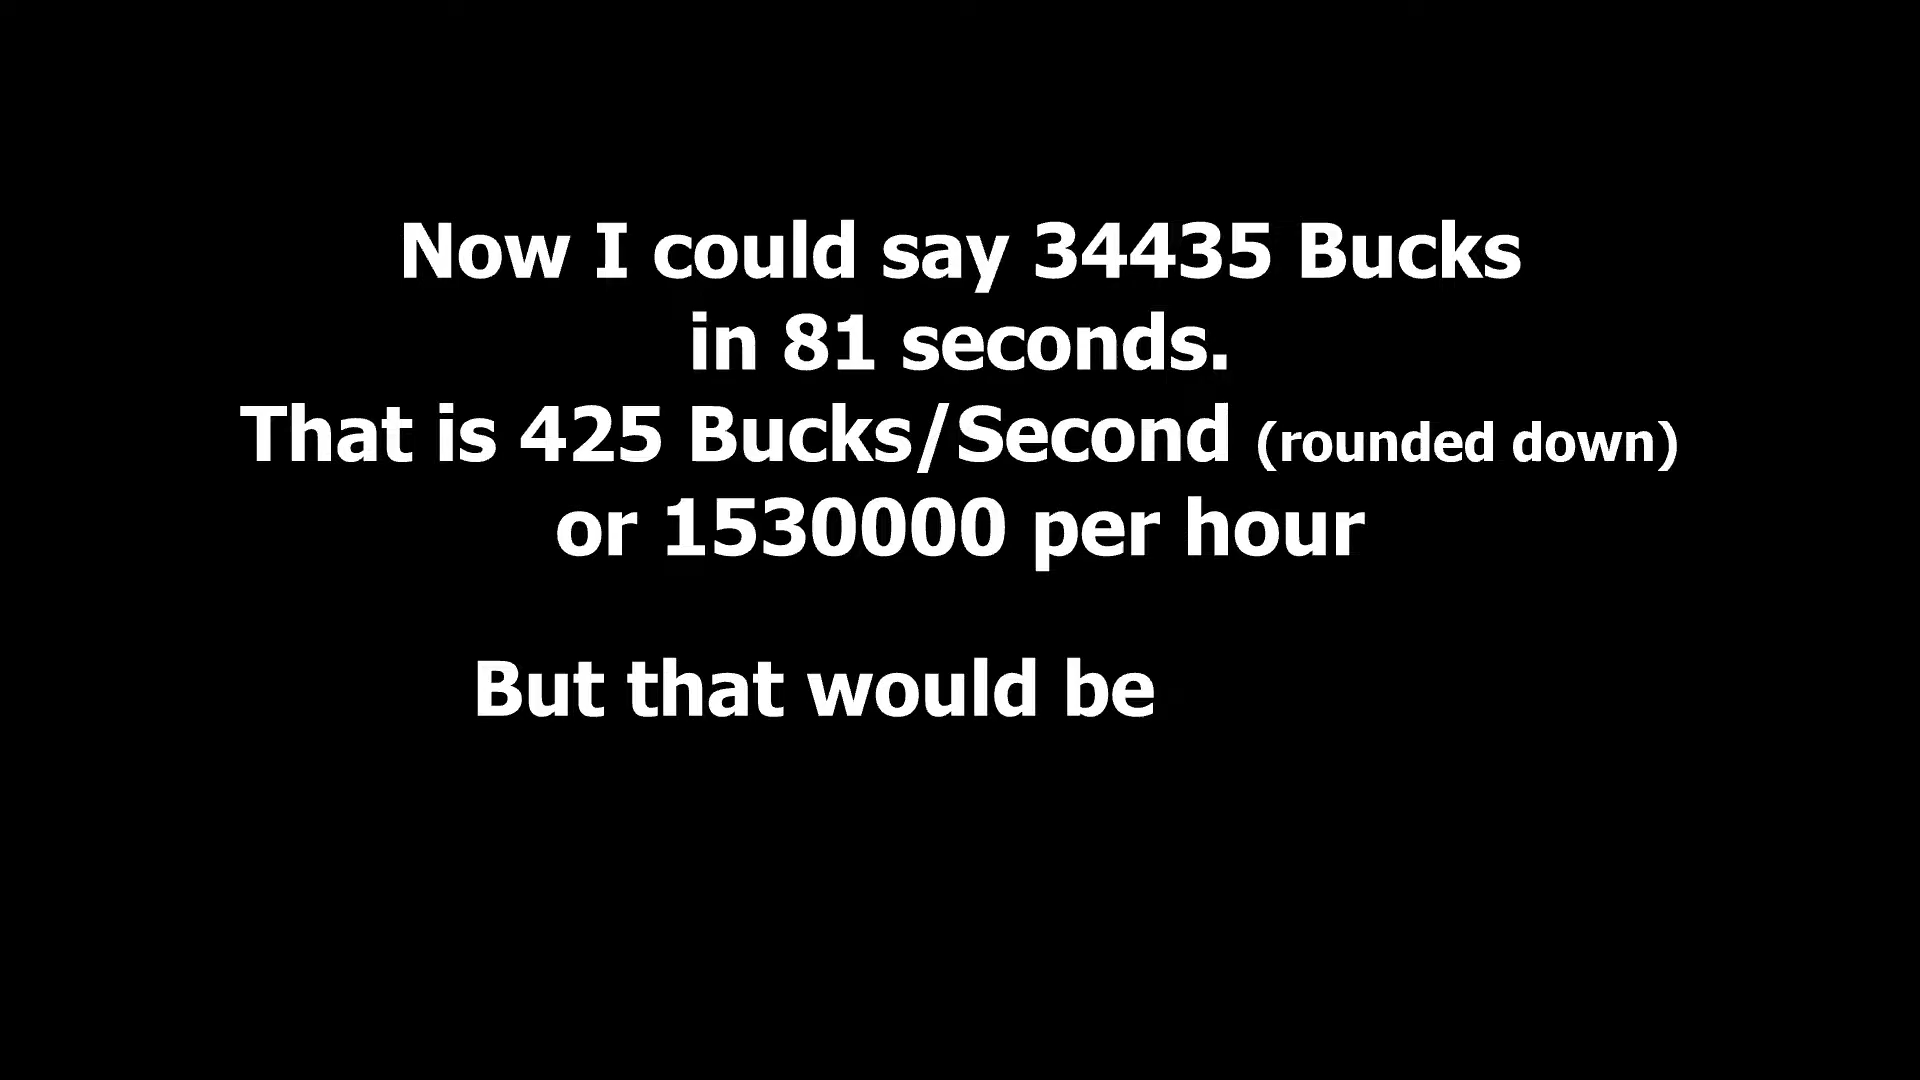 Now I could say 34435 Bucks
in 81 seconds.
That is 425 Bucks/Second (rounded down)
or 1530000 per hour
But that would be